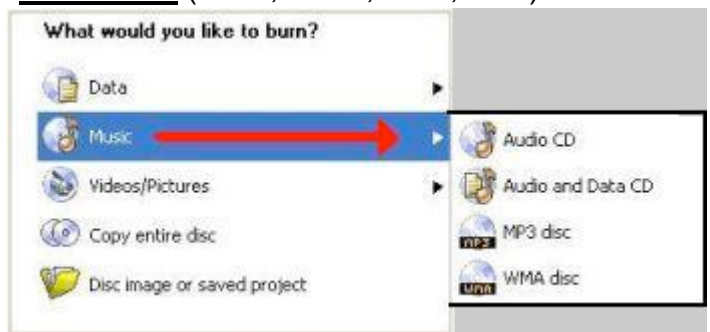 What would you like to burn?
Data
Music
Audio CD
Audio and Data CD
MP3 disc
WMA disc
Videos/Pictures
Copy entire disc
Disc image or saved project